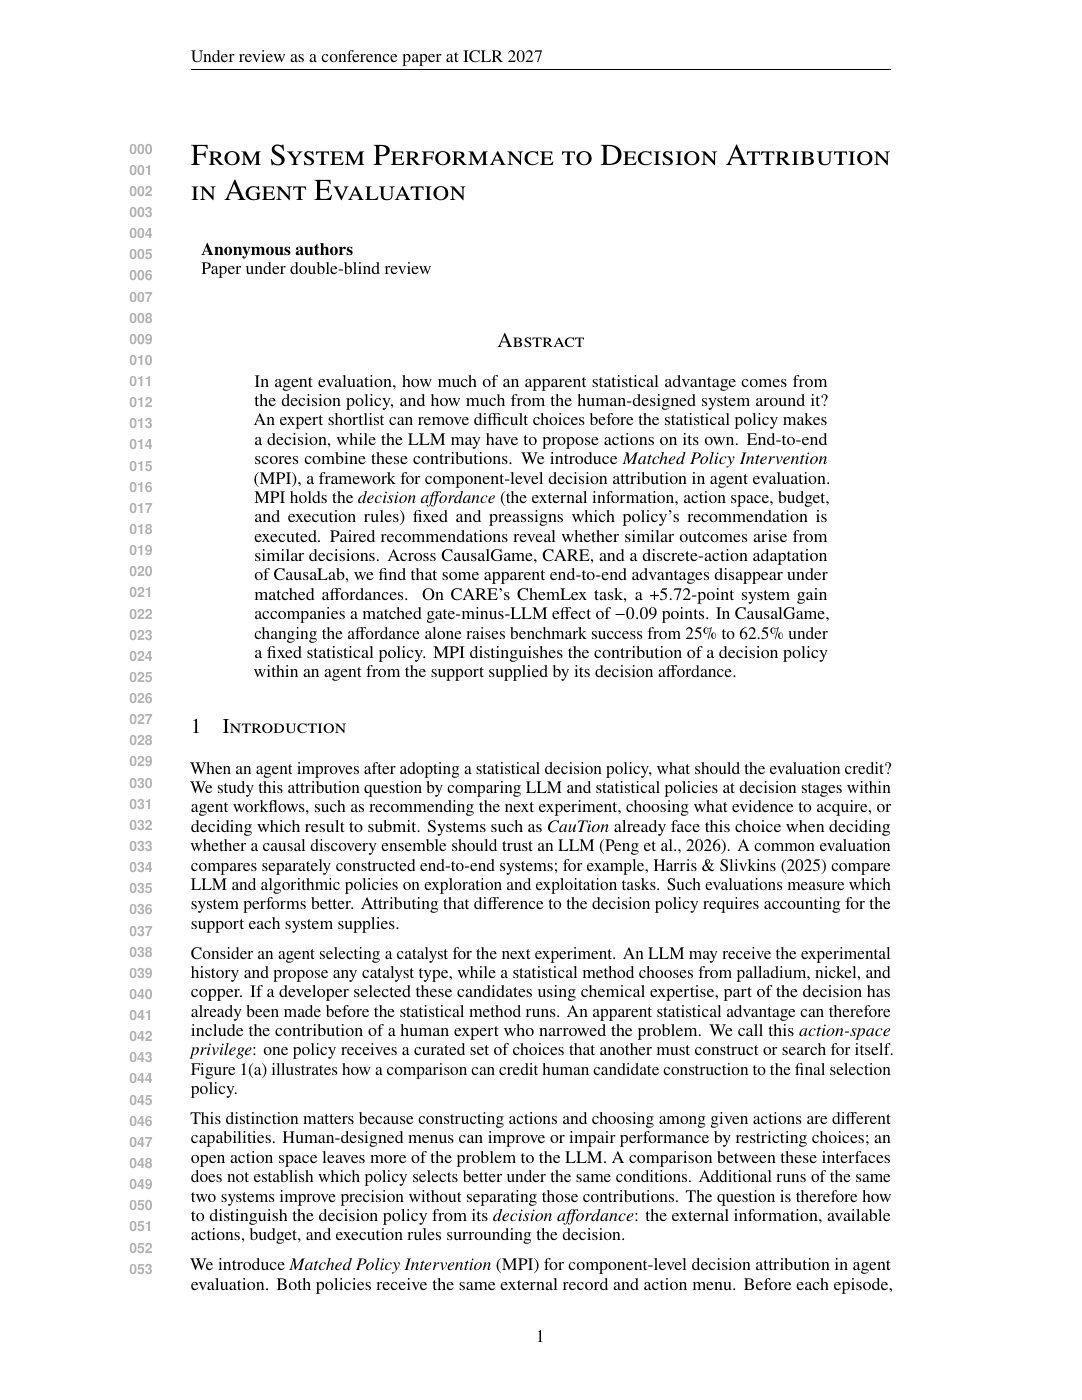 Under review as a conference paper at ICLR 2027
000
001
002
003
004
005
006
007
008
009
010
011
012
013
014
015
016
017
018
019
020
021
022
023
024
025
026
027
028
029
030
031
032
033
034
035
036
037
038
039
040
041
042
043
044
045
046
047
048
049
050
051
052
053
FROM SYSTEM PERFORMANCE TO DECISION ATTRIBUTION
IN AGENT EVALUATION
Anonymous authors
Paper under double-blind review
ABSTRACT
In agent evaluation, how much of an apparent statistical advantage comes from
the decision policy, and how much from the human-designed system around it?
An expert shortlist can remove difficult choices before the statistical policy makes
a decision, while the LLM may have to propose actions on its own. End-to-end
scores combine these contributions. We introduce Matched Policy Intervention
(MPI), a framework for component-level decision attribution in agent evaluation.
MPI holds the decision affordance (the external information, action space, budget,
and execution rules) fixed and preassigns which policy's recommendation is
executed. Paired recommendations reveal whether similar outcomes arise from
similar decisions. Across CausalGame, CARE, and a discrete-action adaptation
of CausaLab, we find that some apparent end-to-end advantages disappear under
matched affordances. On CARE's ChemLex task, a +5.72-point system gain
accompanies a matched gate-minus-LLM effect of −0.09 points. In CausalGame,
changing the affordance alone raises benchmark success from 25% to 62.5% under
a fixed statistical policy. MPI distinguishes the contribution of a decision policy
within an agent from the support supplied by its decision affordance.
1 INTRODUCTION
When an agent improves after adopting a statistical decision policy, what should the evaluation credit?
We study this attribution question by comparing LLM and statistical policies at decision stages within
agent workflows, such as recommending the next experiment, choosing what evidence to acquire, or
deciding which result to submit. Systems such as CauTion already face this choice when deciding
whether a causal discovery ensemble should trust an LLM (Peng et al., 2026). A common evaluation
compares separately constructed end-to-end systems; for example, Harris & Slivkins (2025) compare
LLM and algorithmic policies on exploration and exploitation tasks. Such evaluations measure which
system performs better. Attributing that difference to the decision policy requires accounting for the
support each system supplies.
Consider an agent selecting a catalyst for the next experiment. An LLM may receive the experimental
history and propose any catalyst type, while a statistical method chooses from palladium, nickel, and
copper. If a developer selected these candidates using chemical expertise, part of the decision has
already been made before the statistical method runs. An apparent statistical advantage can therefore
include the contribution of a human expert who narrowed the problem. We call this action-space
privilege: one policy receives a curated set of choices that another must construct or search for itself.
Figure 1(a) illustrates how a comparison can credit human candidate construction to the final selection
policy.
This distinction matters because constructing actions and choosing among given actions are different
capabilities. Human-designed menus can improve or impair performance by restricting choices; an
open action space leaves more of the problem to the LLM. A comparison between these interfaces
does not establish which policy selects better under the same conditions. Additional runs of the same
two systems improve precision without separating those contributions. The question is therefore how
to distinguish the decision policy from its decision affordance: the external information, available
actions, budget, and execution rules surrounding the decision.
We introduce Matched Policy Intervention (MPI) for component-level decision attribution in agent
evaluation. Both policies receive the same external record and action menu. Before each episode,
1